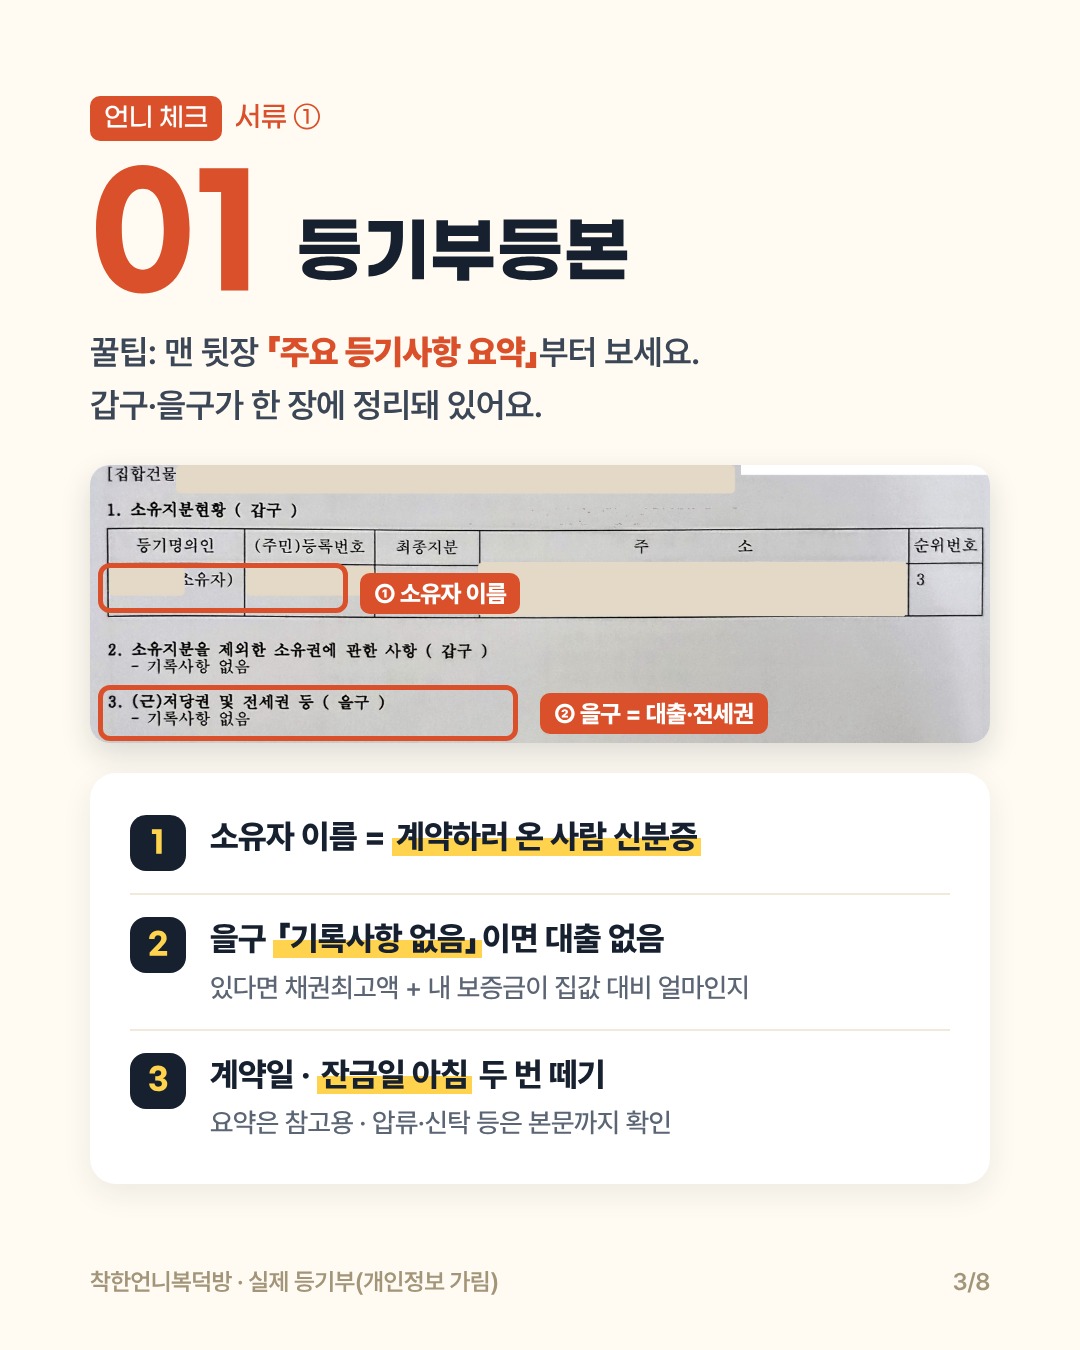 언니 체크 서류 ①
01 등기부등본
꿀팁: 맨 뒷장 「주요 등기사항 요약」부터 보세요.
갑구·을구가 한 장에 정리돼 있어요.
[집합건물
1. 소유지분현황 ( 갑구 )
등기명의인 (주민)등록번호 최종지분 주 소 순위번호
소유자) ① 소유자 이름 3
2. 소유지분을 제외한 소유권에 관한 사항 ( 갑구 )
- 기록사항 없음
3. (근)저당권 및 전세권 등 ( 을구 )
- 기록사항 없음
② 을구 = 대출·전세권
1 소유자 이름 = 계약하러 온 사람 신분증
2 을구 「기록사항 없음」이면 대출 없음
있다면 채권최고액 + 내 보증금이 집값 대비 얼마인지
3 계약일 · 잔금일 아침 두 번 떼기
요약은 참고용 · 압류·신탁 등은 본문까지 확인
착한언니복덕방 · 실제 등기부(개인정보 가림) 3/8